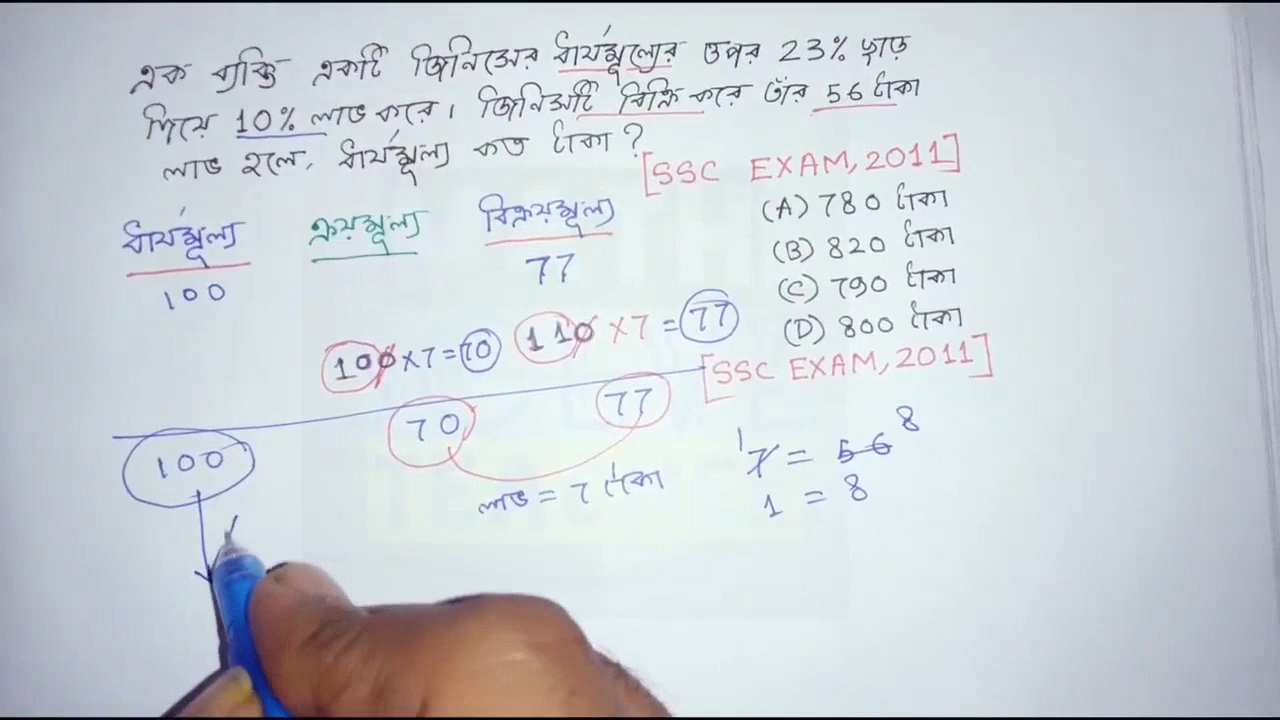 এক ব্যক্তি একটি জিনিসের ধার্যমূল্যের উপর 23% ছাড়
দিয়ে 10% লাভ করে। জিনিসটি বিক্রি করে তাঁর 56 টাকা
লাভ হলে, ধার্যমূল্য কত টাকা?
[SSC EXAM, 2011]
(A) 780 টাকা
(B) 820 টাকা
(C) 790 টাকা
(D) 800 টাকা
[SSC EXAM, 2011]
ধার্যমূল্য ক্রয়মূল্য বিক্রয়মূল্য
100 77
100 × 7 = 70 110 × 7 = 77
100 70 77
লাভ = 7 টাকা
1 7 = 56 8
1 = 8